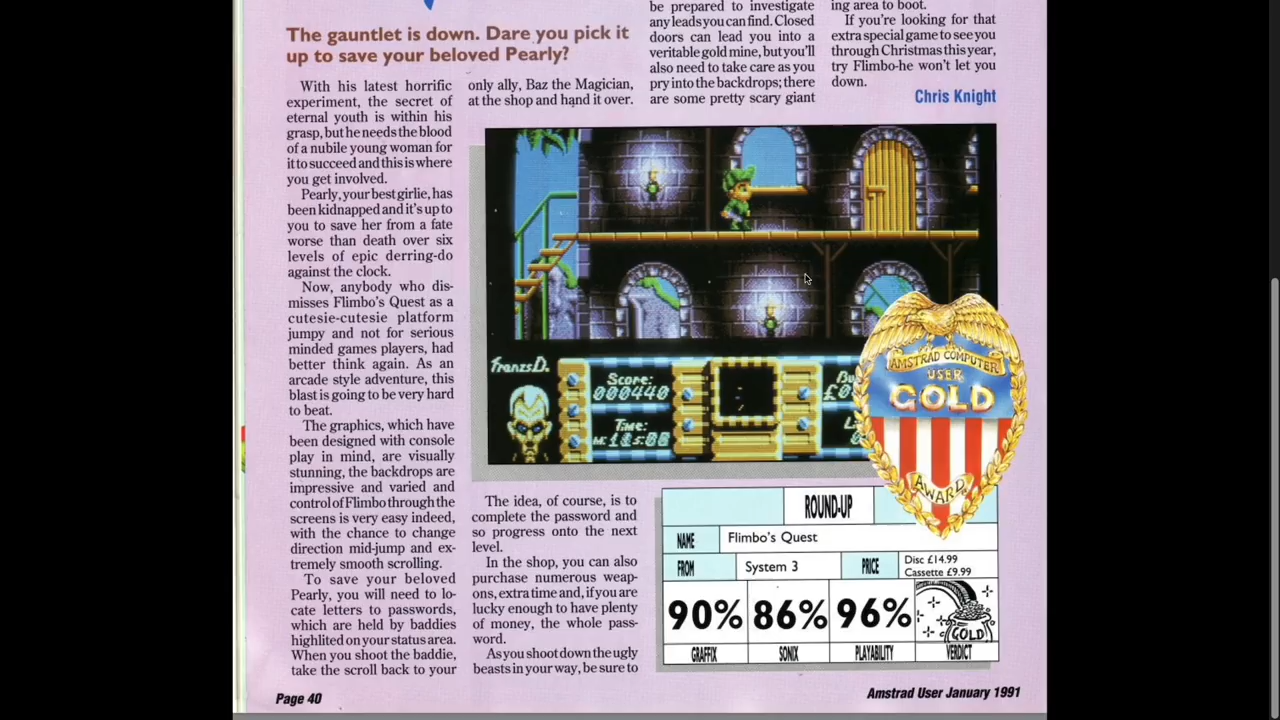 The gauntlet is down. Dare you pick it
up to save your beloved Pearly?
With his latest horrific
experiment, the secret of
eternal youth is within his
grasp, but he needs the blood
of a nubile young woman for
it to succeed and this is where
you get involved.
Pearly, your best girlie, has
been kidnapped and it's up to
you to save her from a fate
worse than death over six
levels of epic derring-do
against the clock.
Now, anybody who dis-
misses Flimbo's Quest as a
cutesie-cutesie platform
jumpy and not for serious
minded games players, had
better think again. As an
arcade style adventure, this
blast is going to be very hard
to beat.
The graphics, which have
been designed with console
play in mind, are visually
stunning, the backdrops are
impressive and varied and
control of Flimbo through the
screens is very easy indeed,
with the chance to change
direction mid-jump and ex-
tremely smooth scrolling.
To save your beloved
Pearly, you will need to lo-
cate letters to passwords,
which are held by baddies
highlited on your status area.
When you shoot the baddie,
take the scroll back to your
only ally, Baz the Magician,
at the shop and hand it over.
The idea, of course, is to
complete the password and
so progress onto the next
level.
In the shop, you can also
purchase numerous weap-
ons, extra time and, if you are
lucky enough to have plenty
of money, the whole pass-
word.
As you shoot down the ugly
beasts in your way, be sure to
be prepared to investigate
any leads you can find. Closed
doors can lead you into a
veritable gold mine, but you'll
also need to take care as you
pry into the backdrops; there
are some pretty scary giant
ing area to boot.
If you're looking for that
extra special game to see you
through Christmas this year,
try Flimbo-he won't let you
down.
Chris Knight
FranzsD.
Score:
000440
Time:
AMSTRAD COMPUTER
USER
GOLD
AWARD
ROUND-UP
NAME Flimbo's Quest
FROM System 3 PRICE Disc £14.99
Cassette £9.99
90% 86% 96% GOLD
GRAFFIX SONIX PLAYABILITY VERDICT
Page 40
Amstrad User January 1991